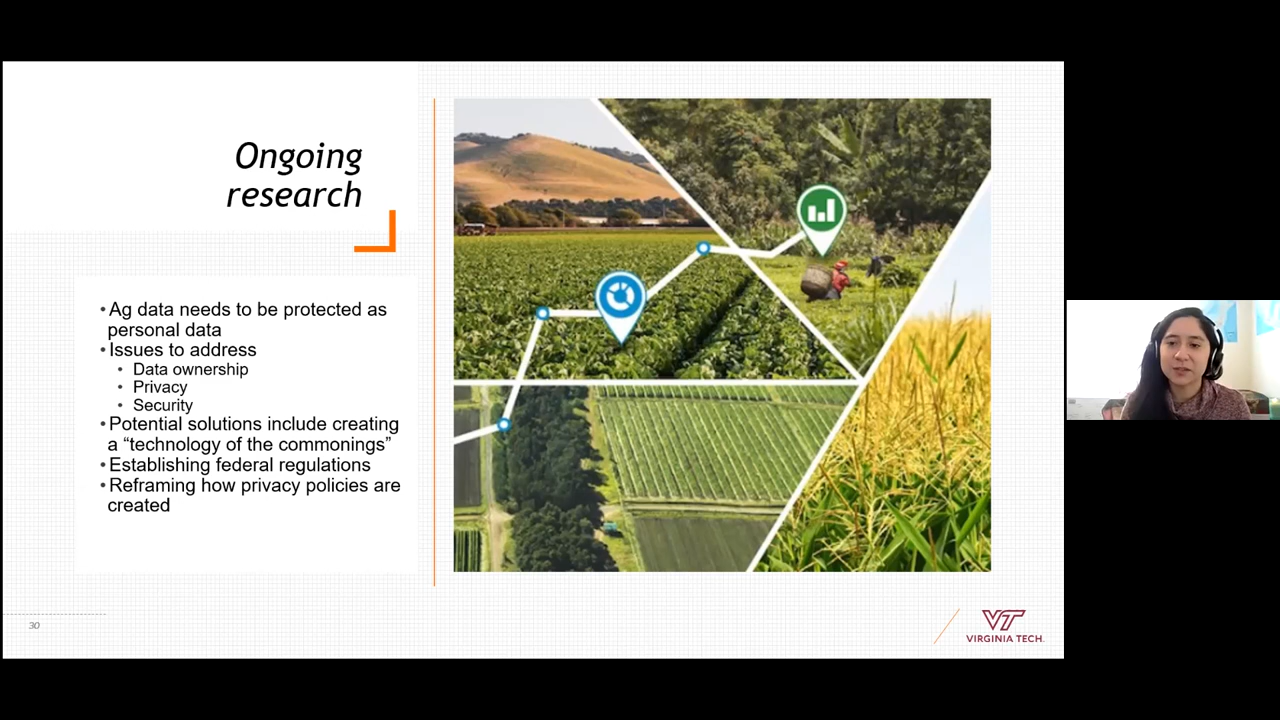 Ongoing
research
•Ag data needs to be protected as
personal data
•Issues to address
• Data ownership
• Privacy
• Security
•Potential solutions include creating
a “technology of the commonings”
•Establishing federal regulations
•Reframing how privacy policies are
created
30
VT
VIRGINIA TECH.